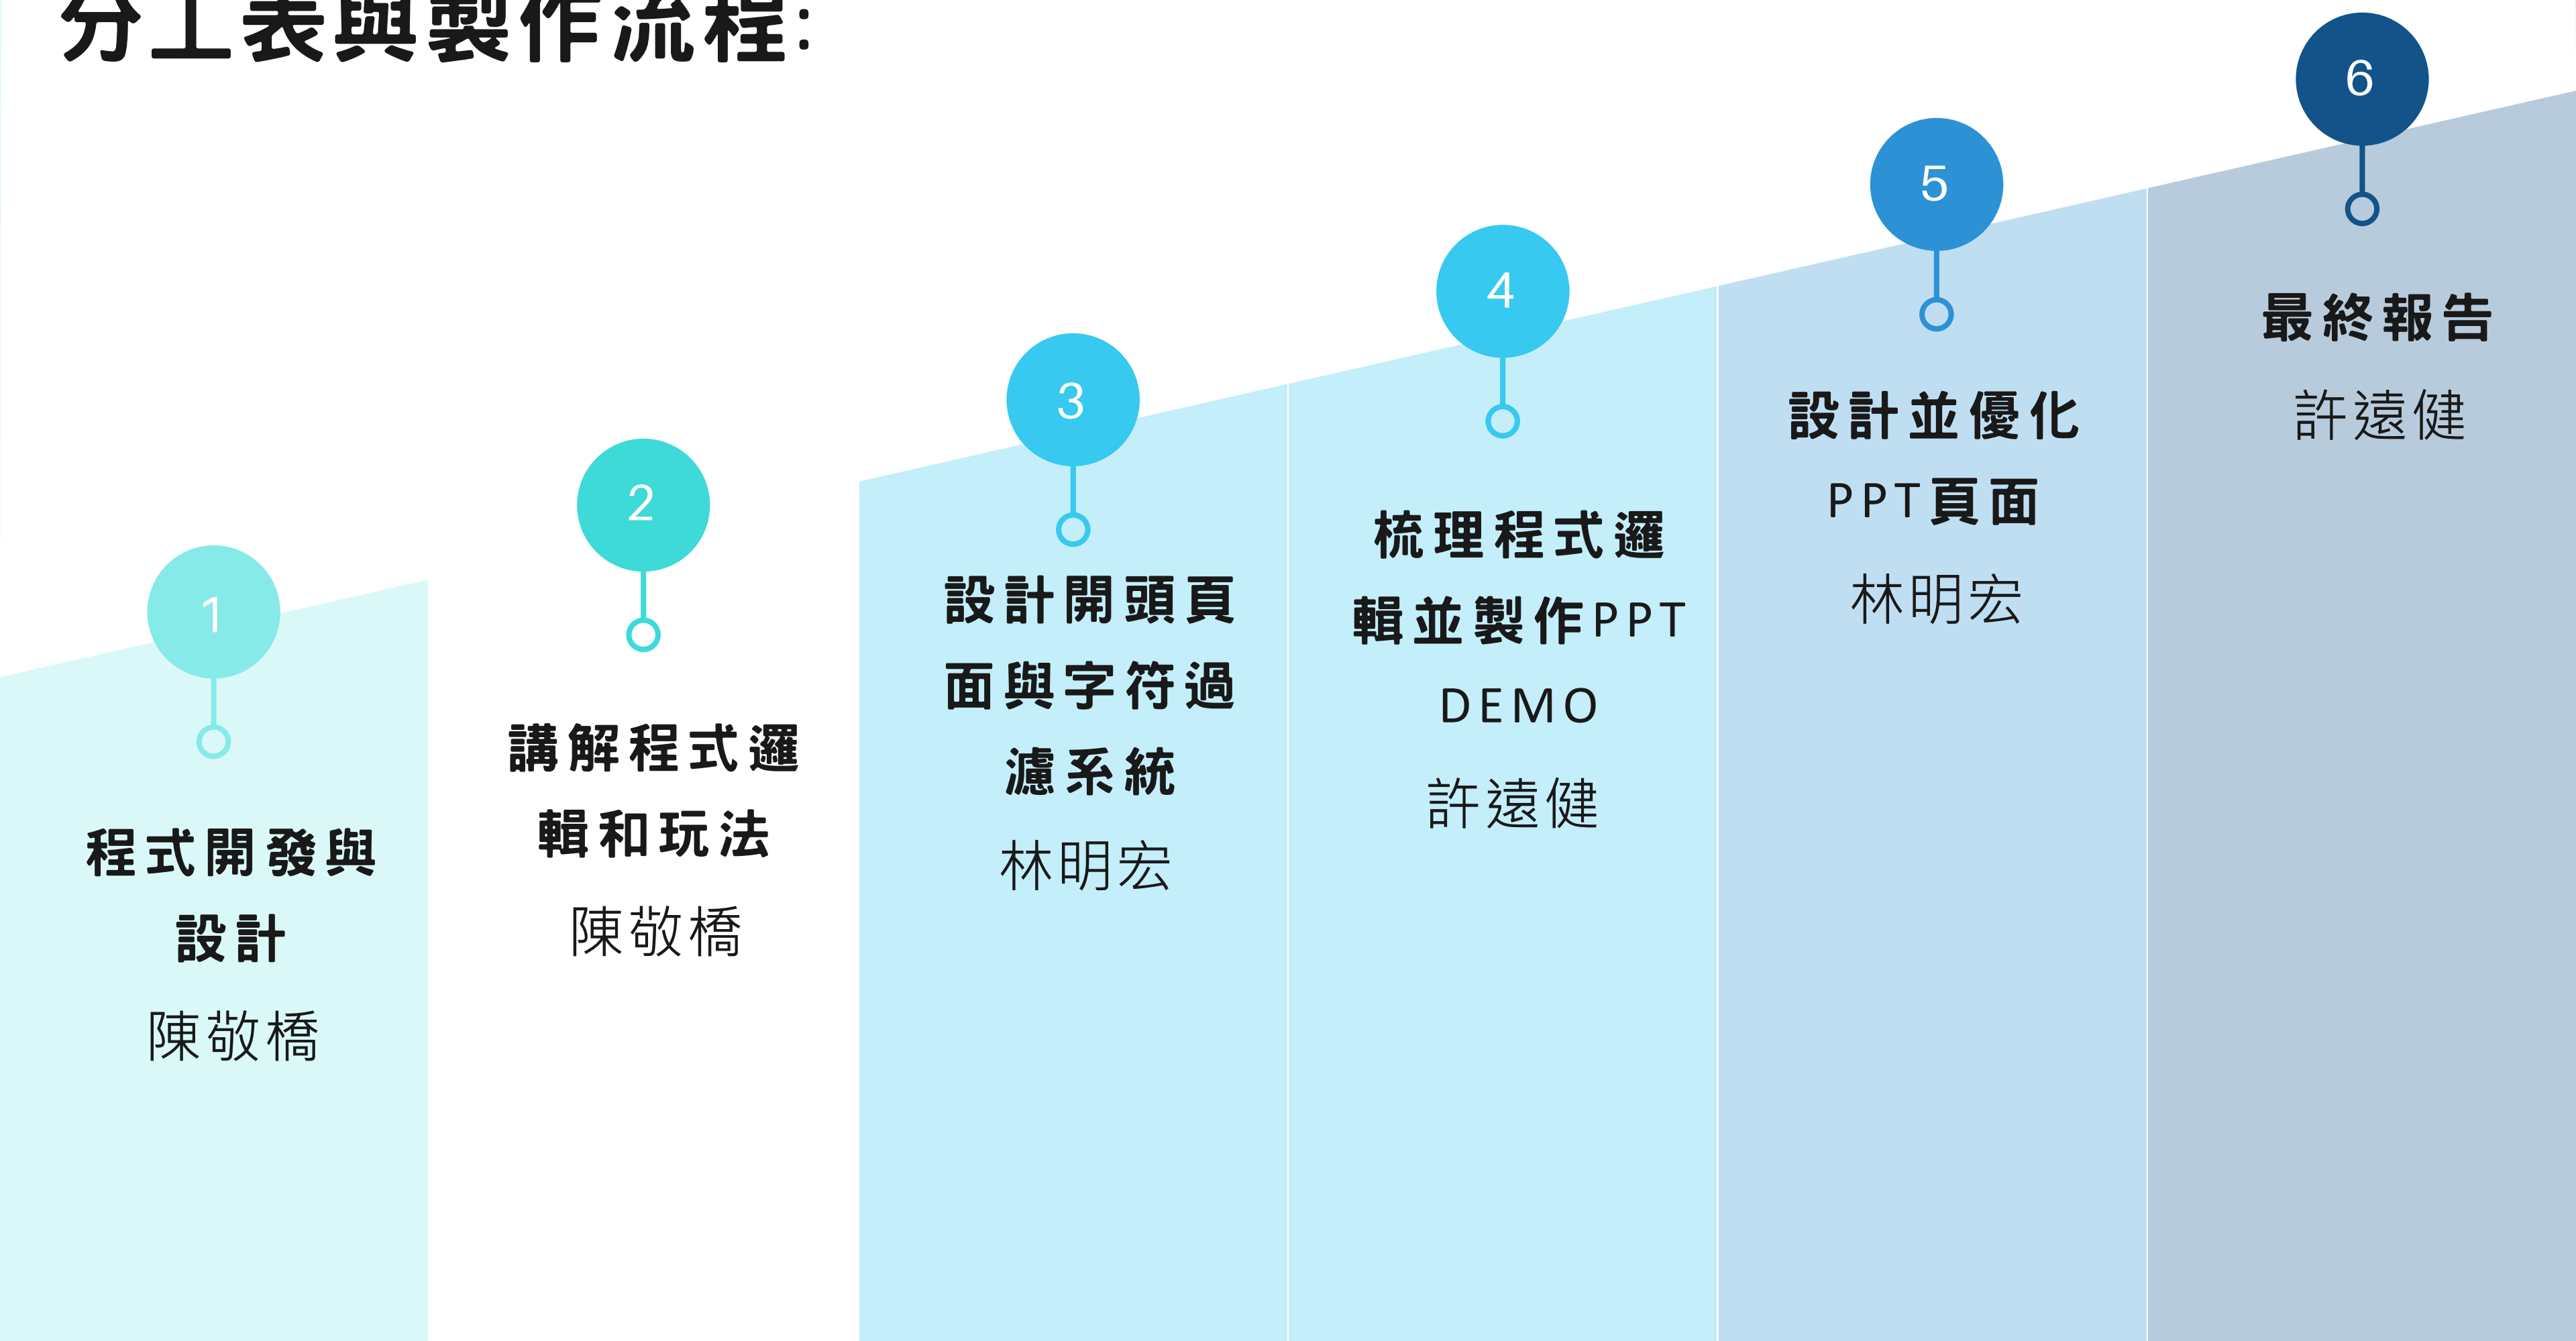 分工表與製作流程:
1
程式開發與
設計
陳敬橋
2
講解程式邏
輯和玩法
陳敬橋
3
設計開頭頁
面與字符過
濾系統
林明宏
4
梳理程式邏
輯並製作PPT
DEMO
許遠健
5
設計並優化
PPT頁面
林明宏
6
最終報告
許遠健